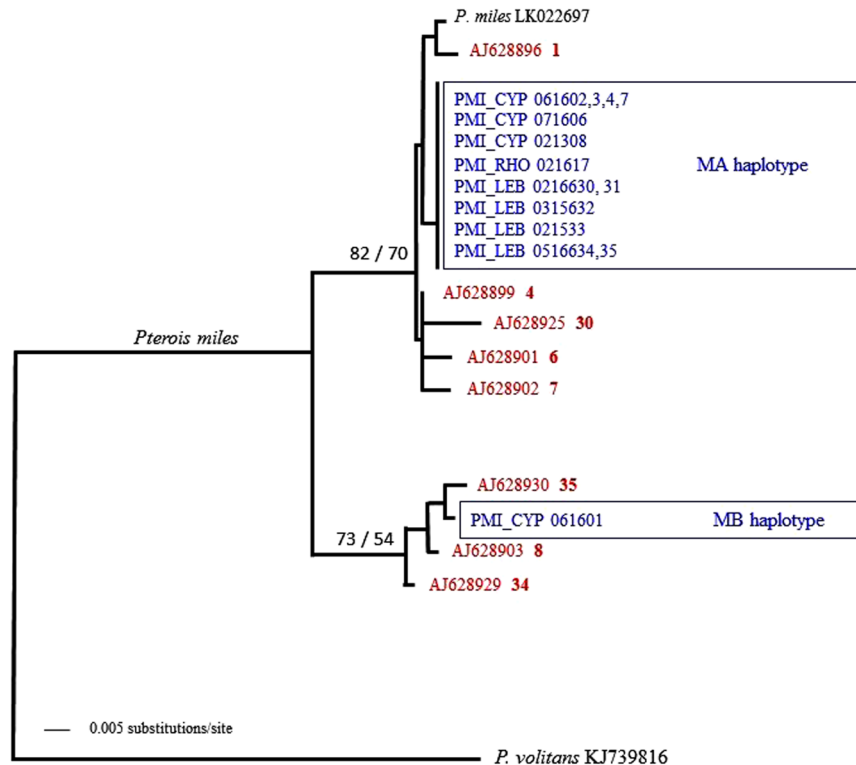 P. miles LK022697
AJ628896 1
PMI_CYP 061602,3,4,7
PMI_CYP 071606
PMI_CYP 021308
PMI_RHO 021617 MA haplotype
PMI_LEB 0216630, 31
PMI_LEB 0315632
PMI_LEB 021533
PMI_LEB 0516634,35
82 / 70
AJ628899 4
AJ628925 30
Pterois miles
AJ628901 6
AJ628902 7
AJ628930 35
PMI_CYP 061601 MB haplotype
73 / 54
AJ628903 8
AJ628929 34
0.005 substitutions/site
P. volitans KJ739816